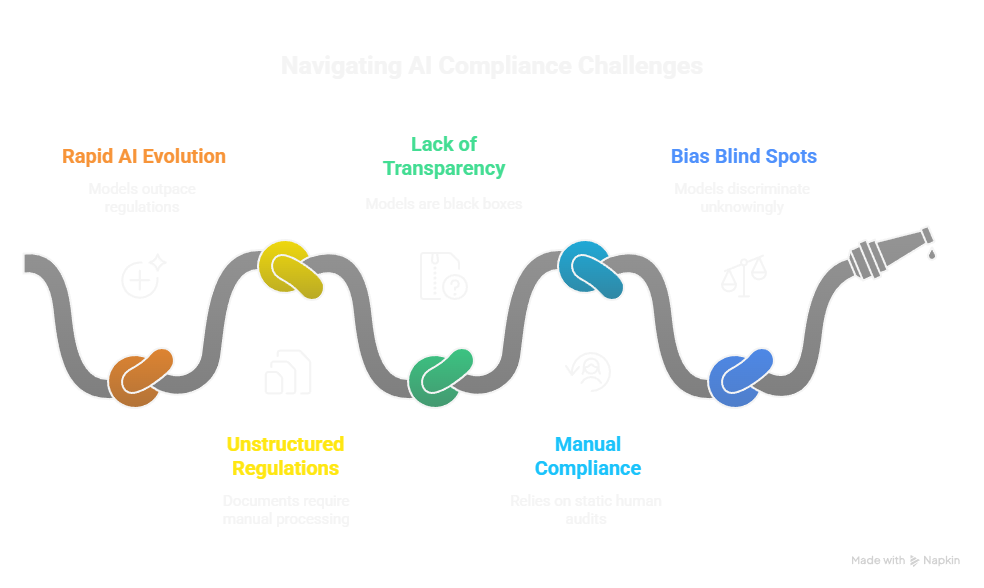 Navigating AI Compliance Challenges
Rapid AI Evolution
Models outpace
regulations
Lack of
Transparency
Models are black boxes
Bias Blind Spots
Models discriminate
unknowingly
?
Unstructured
Regulations
Documents require
manual processing
Manual
Compliance
Relies on static human
audits
Made with Napkin